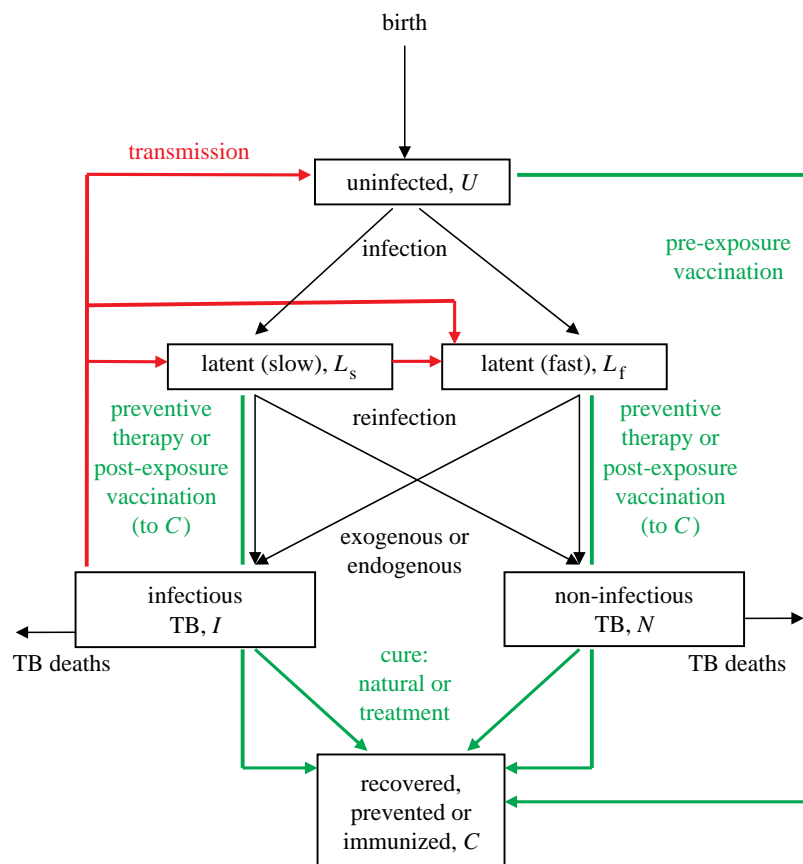 birth
transmission
uninfected, U
infection
pre-exposure
vaccination
latent (slow), Ls
latent (fast), Lf
preventive
therapy or
post-exposure
vaccination
(to C)
reinfection
preventive
therapy or
post-exposure
vaccination
(to C)
exogenous or
endogenous
infectious
TB, I
non-infectious
TB, N
TB deaths
TB deaths
cure:
natural or
treatment
recovered,
prevented or
immunized, C